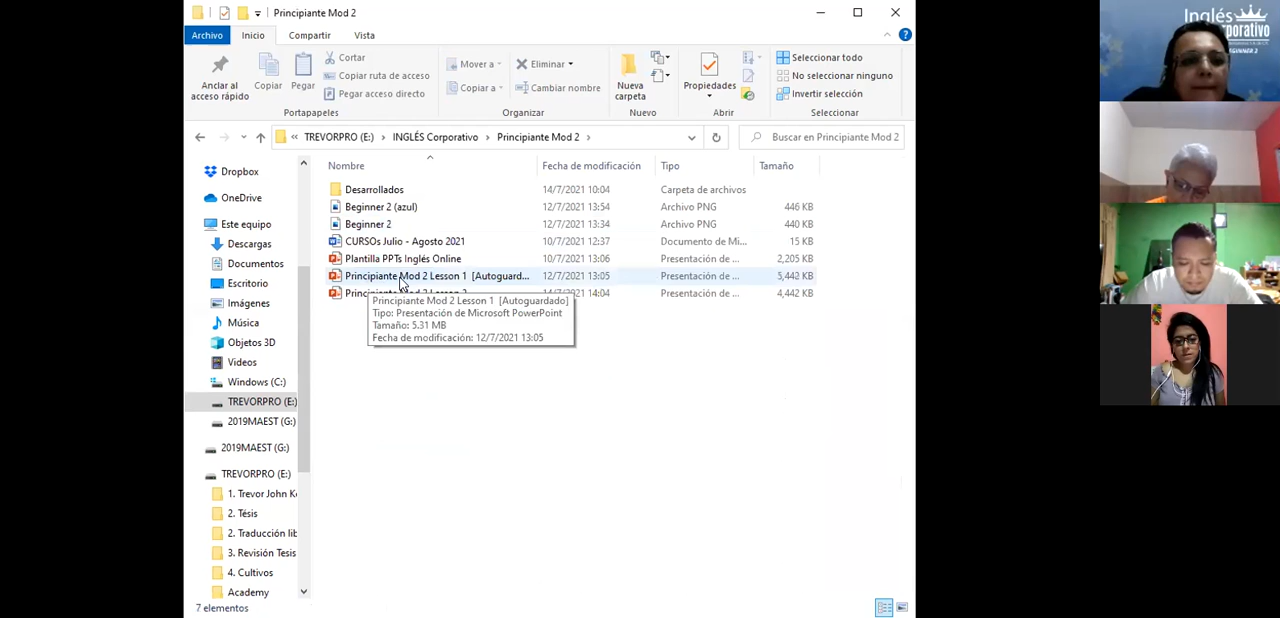 Principiante Mod 2
Archivo
Inicio
Compartir
Vista
Anclar al
acceso rápido
Copiar
Pegar
Cortar
Copiar ruta de acceso
Pegar acceso directo
Portapapeles
Mover a
Copiar a
Eliminar
Cambiar nombre
Organizar
Nueva
carpeta
Nuevo
Propiedades
Abrir
Seleccionar todo
No seleccionar ninguno
Invertir selección
Seleccionar
« TREVORPRO (E:) > INGLÉS Corporativo > Principiante Mod 2 >
Buscar en Principiante Mod 2
Nombre Fecha de modificación Tipo Tamaño
Desarrollados 14/7/2021 10:04 Carpeta de archivos
Beginner 2 (azul) 12/7/2021 13:54 Archivo PNG 446 KB
Beginner 2 12/7/2021 13:34 Archivo PNG 440 KB
CURSOs Julio - Agosto 2021 10/7/2021 12:37 Documento de Mi... 15 KB
Plantilla PPTs Inglés Online 10/7/2021 13:06 Presentación de ... 2,205 KB
Principiante Mod 2 Lesson 1 [Autoguard... 12/7/2021 13:05 Presentación de ... 5,442 KB
Principiante Mod 2 Lesson 2 14/7/2021 14:04 Presentación de ... 4,442 KB
Principiante Mod 2 Lesson 1 [Autoguardado]
Tipo: Presentación de Microsoft PowerPoint
Tamaño: 5.31 MB
Fecha de modificación: 12/7/2021 13:05
Dropbox
OneDrive
Este equipo
Descargas
Documentos
Escritorio
Imágenes
Música
Objetos 3D
Videos
Windows (C:)
TREVORPRO (E:)
2019MAEST (G:)
2019MAEST (G:)
TREVORPRO (E:)
1. Trevor John Ke
2. Tésis
2. Traducción lib
3. Revisión Tesis
4. Cultivos
Academy
7 elementos
Inglés
orporativo
BEGINNER 2